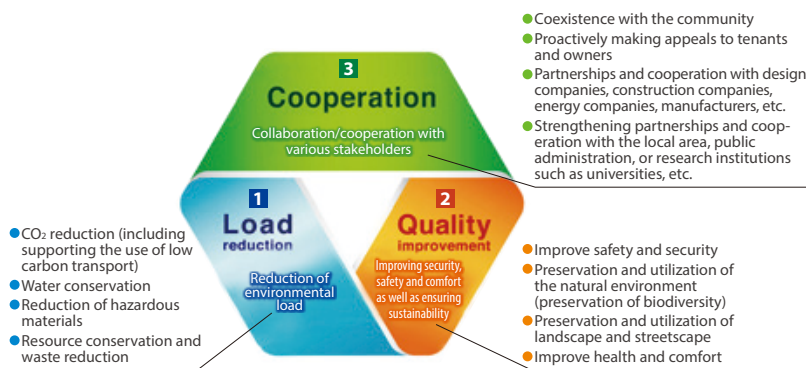 3
Cooperation
Collaboration/cooperation with
various stakeholders
● Coexistence with the community
● Proactively making appeals to tenants
and owners
● Partnerships and cooperation with design
companies, construction companies,
energy companies, manufacturers, etc.
● Strengthening partnerships and coop-
eration with the local area, public
administration, or research institutions
such as universities, etc.
1
Load
reduction
Reduction of
environmental
load
● CO₂ reduction (including
supporting the use of low
carbon transport)
● Water conservation
● Reduction of hazardous
materials
● Resource conservation and
waste reduction
2
Quality
improvement
Improving security,
safety and comfort
as well as ensuring
sustainability
● Improve safety and security
● Preservation and utilization of
the natural environment
(preservation of biodiversity)
● Preservation and utilization of
landscape and streetscape
● Improve health and comfort